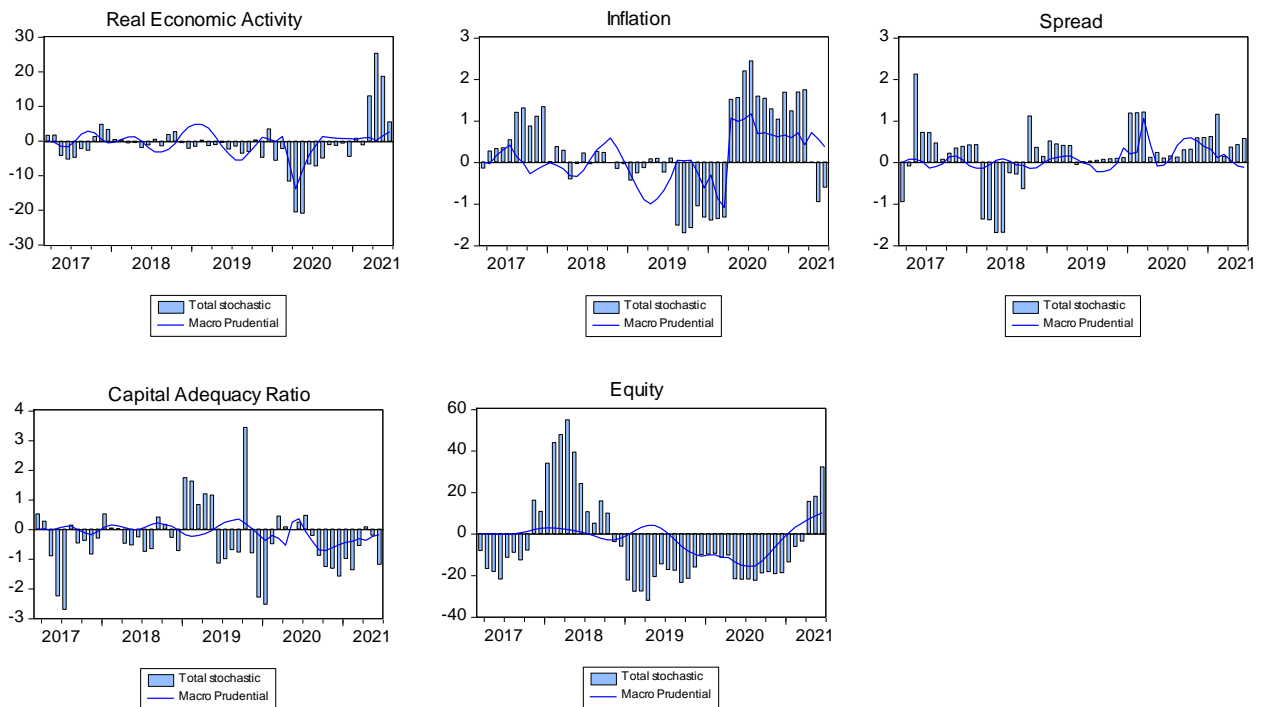 Real Economic Activity
30
20
10
0
-10
-20
-30
2017 2018 2019 2020 2021
Total stochastic
Macro Prudential
Inflation
3
2
1
0
-1
-2
2017 2018 2019 2020 2021
Total stochastic
Macro Prudential
Spread
3
2
1
0
-1
-2
2017 2018 2019 2020 2021
Total stochastic
Macro Prudential
Capital Adequacy Ratio
4
3
2
1
0
-1
-2
-3
2017 2018 2019 2020 2021
Total stochastic
Macro Prudential
Equity
60
40
20
0
-20
-40
2017 2018 2019 2020 2021
Total stochastic
Macro Prudential